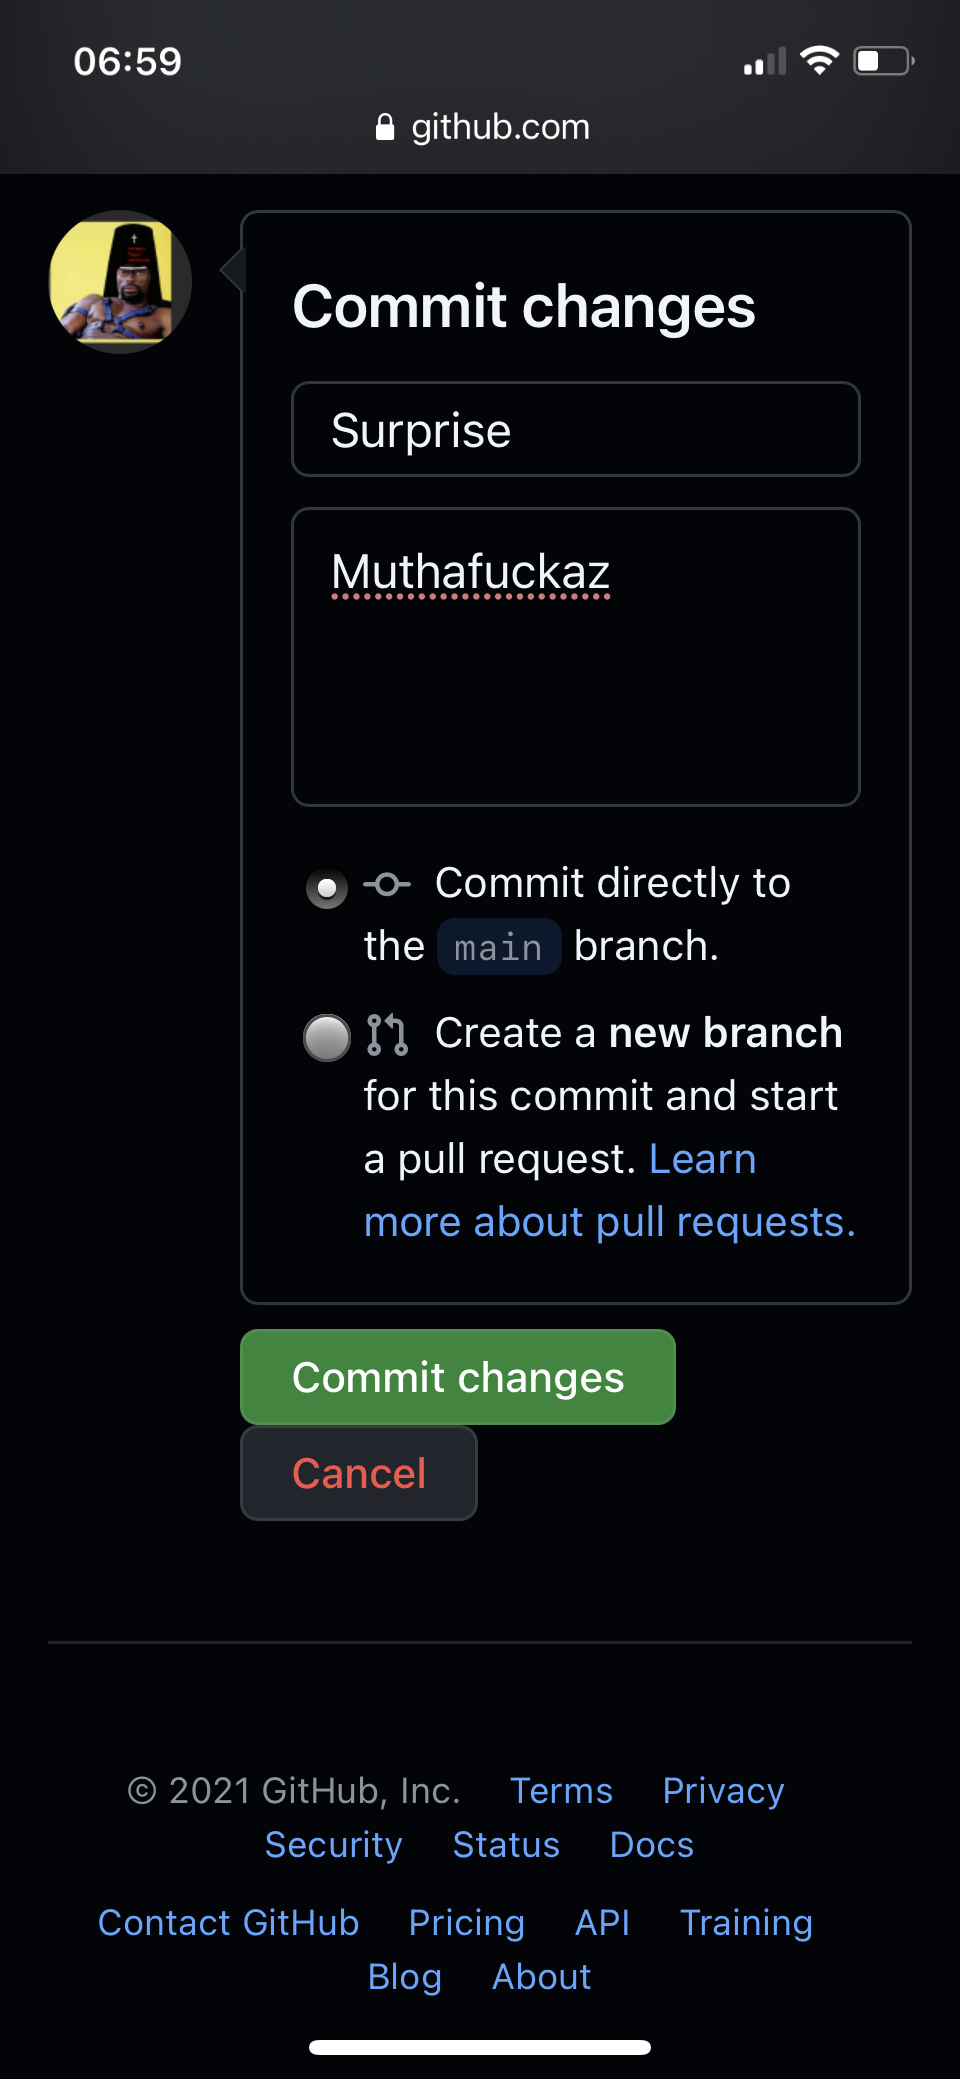 06:59
github.com
Commit changes
Surprise
Muthafuckaz
Commit directly to
the main branch.
Create a new branch
for this commit and start
a pull request. Learn
more about pull requests.
Commit changes
Cancel
© 2021 GitHub, Inc. Terms Privacy
Security Status Docs
Contact GitHub Pricing API Training
Blog About